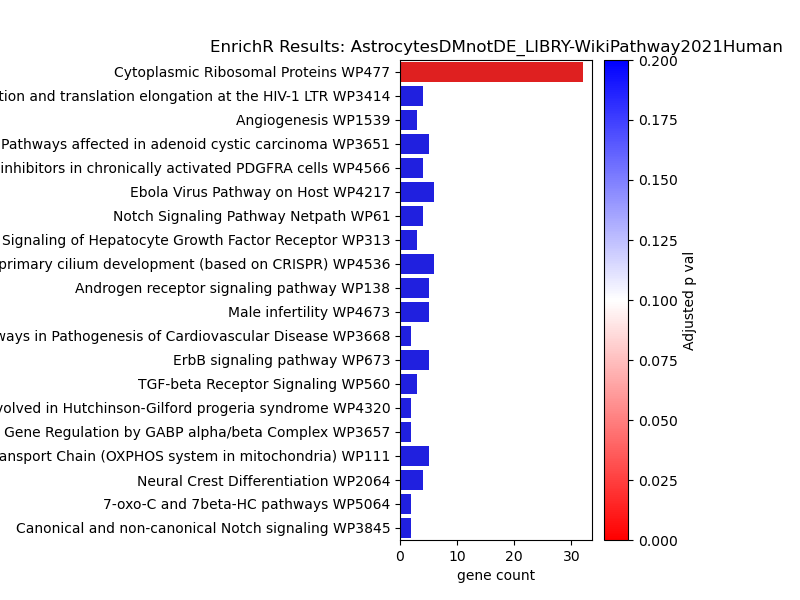 EnrichR Results: AstrocytesDMnotDE_LIBRY-WikiPathway2021Human
Cytoplasmic Ribosomal Proteins WP477
and translation elongation at the HIV-1 LTR WP3414
Angiogenesis WP1539
Pathways affected in adenoid cystic carcinoma WP3651
inhibitors in chronically activated PDGFRA cells WP4566
Ebola Virus Pathway on Host WP4217
Notch Signaling Pathway Netpath WP61
Signaling of Hepatocyte Growth Factor Receptor WP313
primary cilium development (based on CRISPR) WP4536
Androgen receptor signaling pathway WP138
Male infertility WP4673
in Pathogenesis of Cardiovascular Disease WP3668
ErbB signaling pathway WP673
TGF-beta Receptor Signaling WP560
in Hutchinson-Gilford progeria syndrome WP4320
Gene Regulation by GABP alpha/beta Complex WP3657
Chain (OXPHOS system in mitochondria) WP111
Neural Crest Differentiation WP2064
7-oxo-C and 7beta-HC pathways WP5064
Canonical and non-canonical Notch signaling WP3845
0 10 20 30
gene count
0.200
0.175
0.150
0.125
0.100
0.075
0.050
0.025
0.000
Adjusted p val